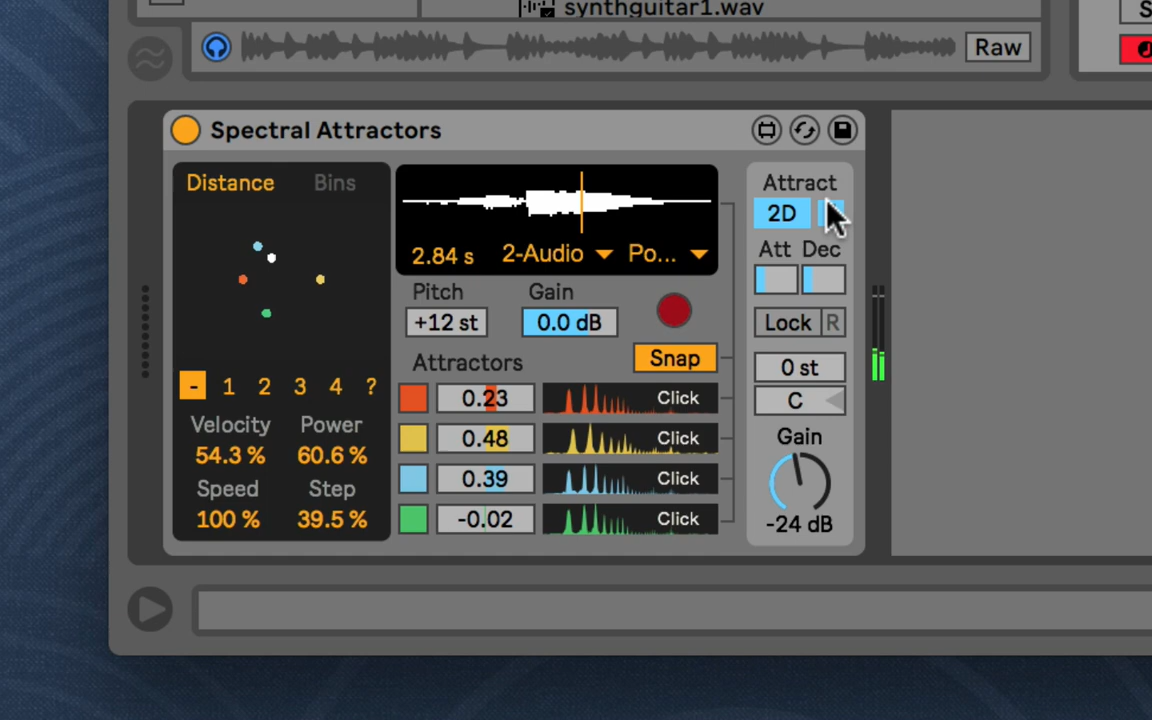 synthguitar1.wav
Raw
Spectral Attractors
Distance Bins
2.84 s 2-Audio Po...
Attract
2D
Att Dec
Pitch Gain
+12 st 0.0 dB
Lock R
Attractors Snap
0 st
- 1 2 3 4 ?
0.23 Click
C
Velocity Power
54.3 % 60.6 %
0.48 Click
Gain
Speed Step
0.39 Click
100 % 39.5 %
-0.02 Click
-24 dB